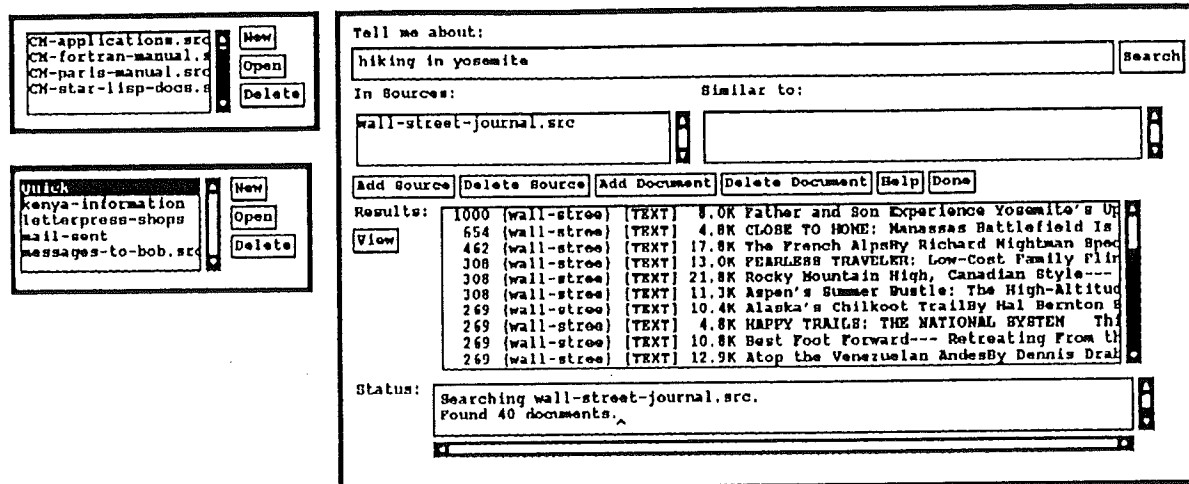 CM-applications.src
CM-fortran-manual.s
CM-paris-manual.src
CM-star-lisp-docs.s
New
Open
Delete
Quick
kenya-information
letterpress-shops
mail-sent
messages-to-bob.src
New
Open
Delete
Tell me about:
hiking in yosemite
Search
In Sources:
Similar to:
wall-street-journal.src
Add Source Delete Source Add Document Delete Document Help Done
Results:
View
1000 (wall-stree) [TEXT] 8.0K Father and Son Experience Yosemite's Up
654 (wall-stree) [TEXT] 4.8K CLOSE TO HOME: Manassas Battlefield Is
462 (wall-stree) [TEXT] 17.8K The French AlpsBy Richard Nightman Spec
308 (wall-stree) [TEXT] 13.0K FEARLESS TRAVELER: Low-Cost Family Flin
308 (wall-stree) [TEXT] 21.8K Rocky Mountain High, Canadian Style---
308 (wall-stree) [TEXT] 11.3K Aspen's Summer Bustle: The High-Altitud
269 (wall-stree) [TEXT] 10.4K Alaska's Chilkoot TrailBy Hal Bernton S
269 (wall-stree) [TEXT] 4.8K HAPPY TRAILS: THE NATIONAL SYSTEM Thi
269 (wall-stree) [TEXT] 10.8K Best Foot Forward--- Retreating From th
269 (wall-stree) [TEXT] 12.9K Atop the Venezuelan AndesBy Dennis Drab
Status:
Searching wall-street-journal.src.
Found 40 documents.